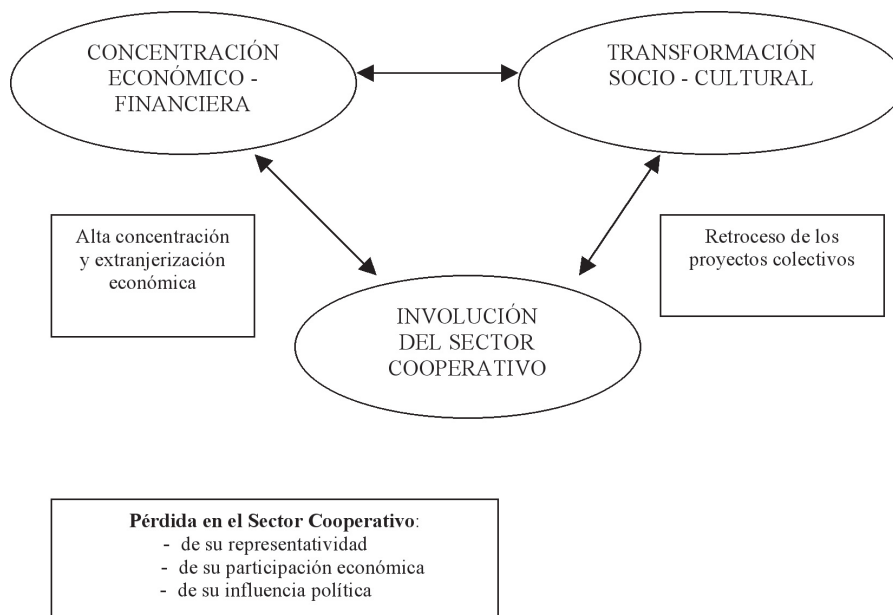 CONCENTRACIÓN
ECONÓMICO -
FINANCIERA
TRANSFORMACIÓN
SOCIO - CULTURAL
Alta concentración
y extranjerización
económica
Retroceso de los
proyectos colectivos
INVOLUCIÓN
DEL SECTOR
COOPERATIVO
Pérdida en el Sector Cooperativo:
- de su representatividad
- de su participación económica
- de su influencia política